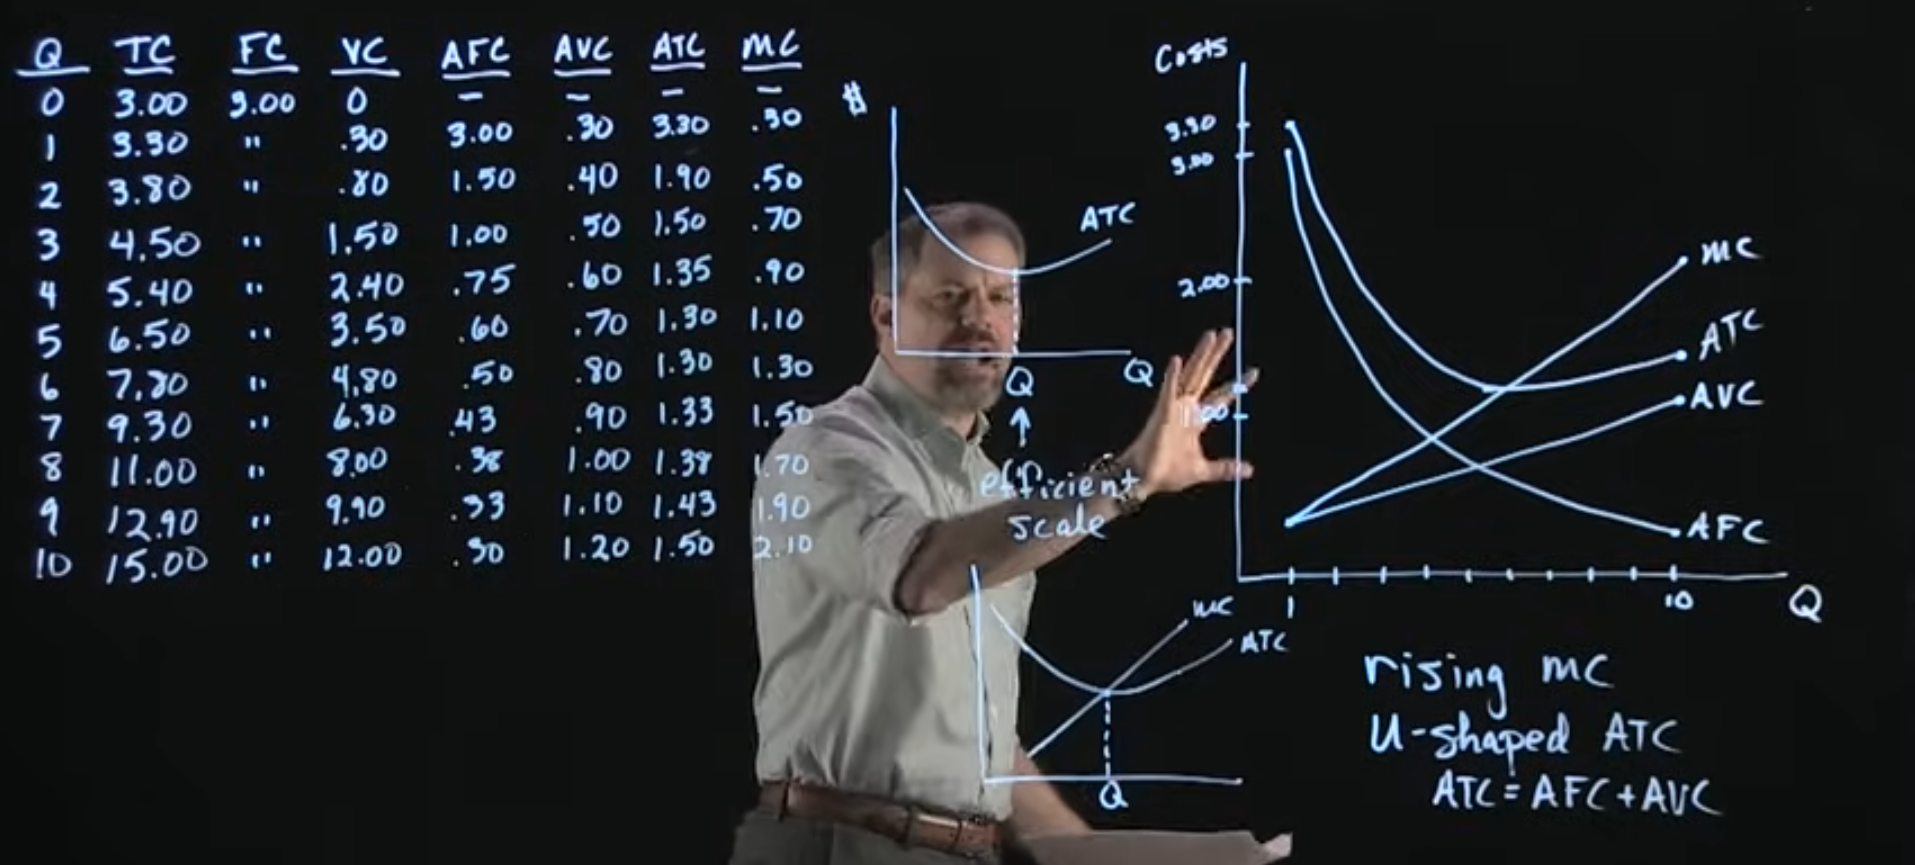 Q TC FC VC AFC AVC ATC MC
0 3.00 3.00 0 – – – –
1 3.30 " .30 3.00 .30 3.30 .30
2 3.80 " .80 1.50 .40 1.90 .50
3 4.50 " 1.50 1.00 .50 1.50 .70
4 5.40 " 2.40 .75 .60 1.35 .90
5 6.50 " 3.50 .60 .70 1.30 1.10
6 7.80 " 4.80 .50 .80 1.30 1.30
7 9.30 " 6.30 .43 .90 1.33 1.50
8 11.00 " 8.00 .38 1.00 1.38 1.70
9 12.90 " 9.90 .33 1.10 1.43 1.90
10 15.00 " 12.00 .30 1.20 1.50 2.10
$
ATC
Q Q
↑
efficient
scale
MC
ATC
Q
Costs
3.30
3.00
2.00
1.00
MC
ATC
AVC
AFC
1 10 Q
rising MC
U-shaped ATC
ATC = AFC + AVC